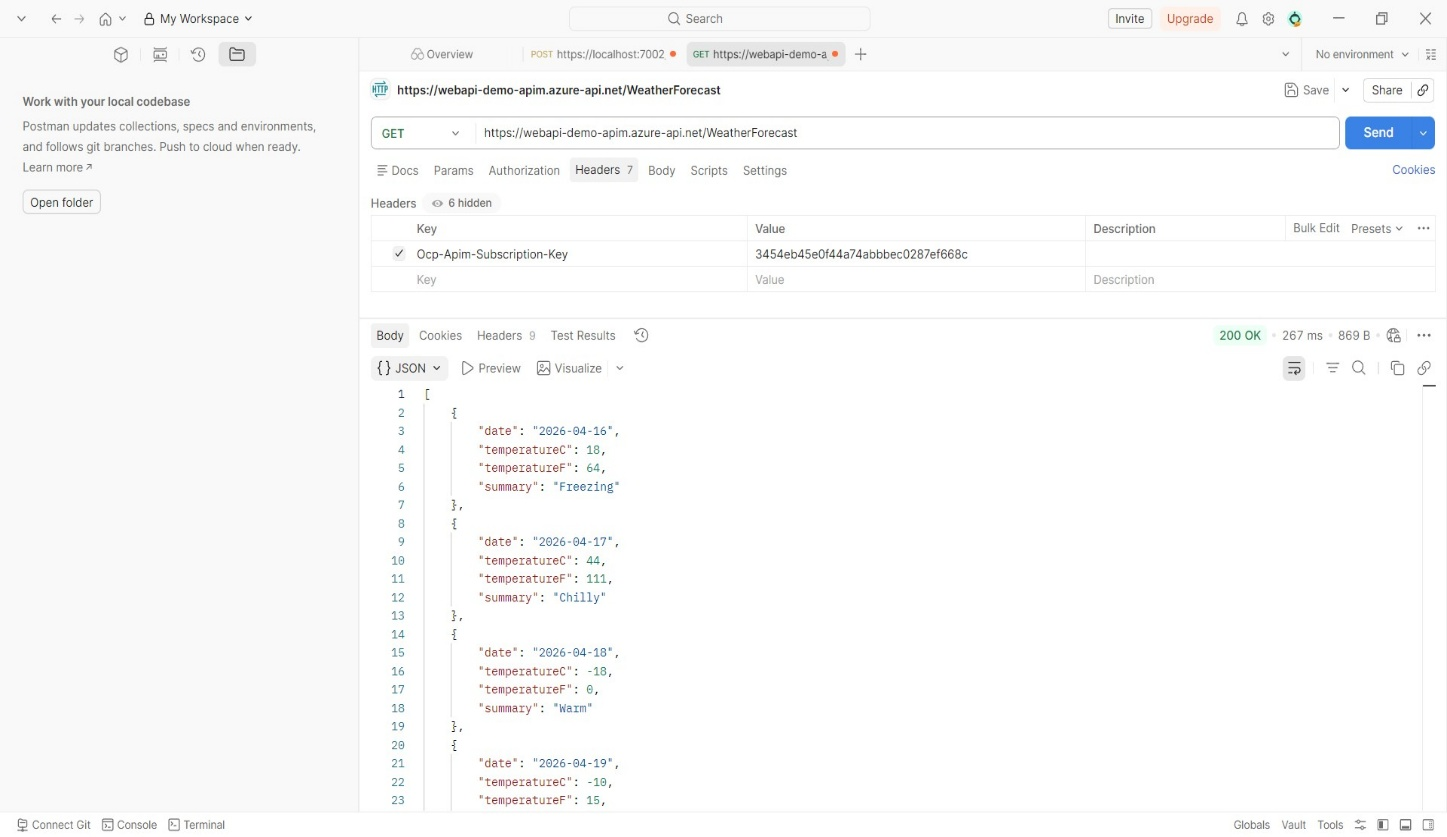 My Workspace
Search
Invite
Upgrade
Overview
POST https://localhost:7002
GET https://webapi-demo-a
No environment
Work with your local codebase
Postman updates collections, specs and environments,
and follows git branches. Push to cloud when ready.
Learn more
Open folder
HTTP https://webapi-demo-apim.azure-api.net/WeatherForecast
Save
Share
GET https://webapi-demo-apim.azure-api.net/WeatherForecast
Send
Docs Params Authorization Headers 7 Body Scripts Settings
Cookies
Headers 6 hidden
Key Value Description Bulk Edit Presets
Ocp-Apim-Subscription-Key 3454eb45e0f44a74abbbec0287ef668c
Key Value Description
Body Cookies Headers 9 Test Results
200 OK 267 ms 869 B
{} JSON Preview Visualize
1 [
2 {
3 "date": "2026-04-16",
4 "temperatureC": 18,
5 "temperatureF": 64,
6 "summary": "Freezing"
7 },
8 {
9 "date": "2026-04-17",
10 "temperatureC": 44,
11 "temperatureF": 111,
12 "summary": "Chilly"
13 },
14 {
15 "date": "2026-04-18",
16 "temperatureC": -18,
17 "temperatureF": 0,
18 "summary": "Warm"
19 },
20 {
21 "date": "2026-04-19",
22 "temperatureC": -10,
23 "temperatureF": 15,
Connect Git Console Terminal
Globals Vault Tools